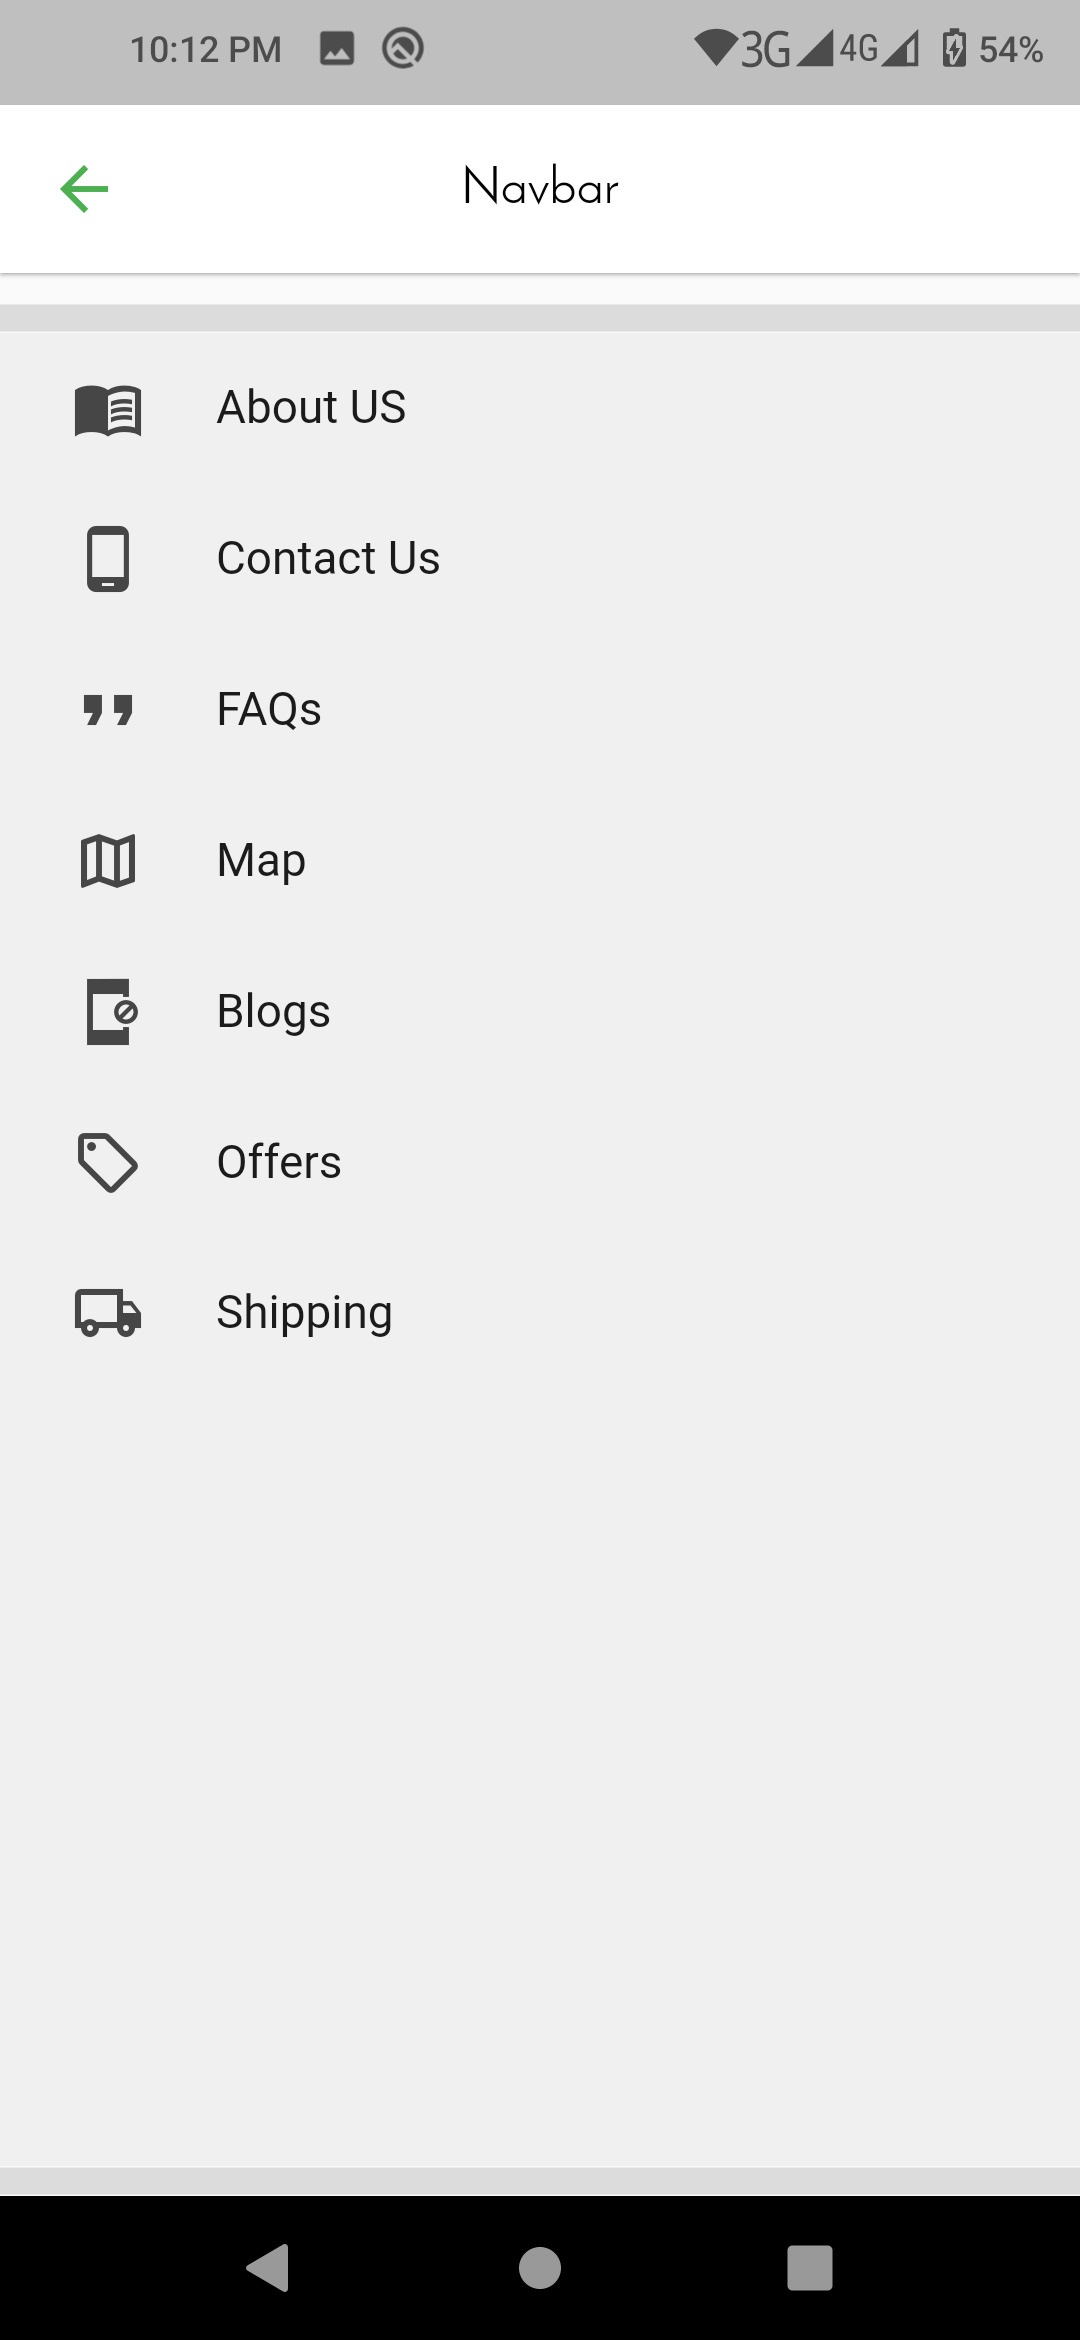 10:12 PM 3G 4G 54%
Navbar
About US
Contact Us
FAQs
Map
Blogs
Offers
Shipping